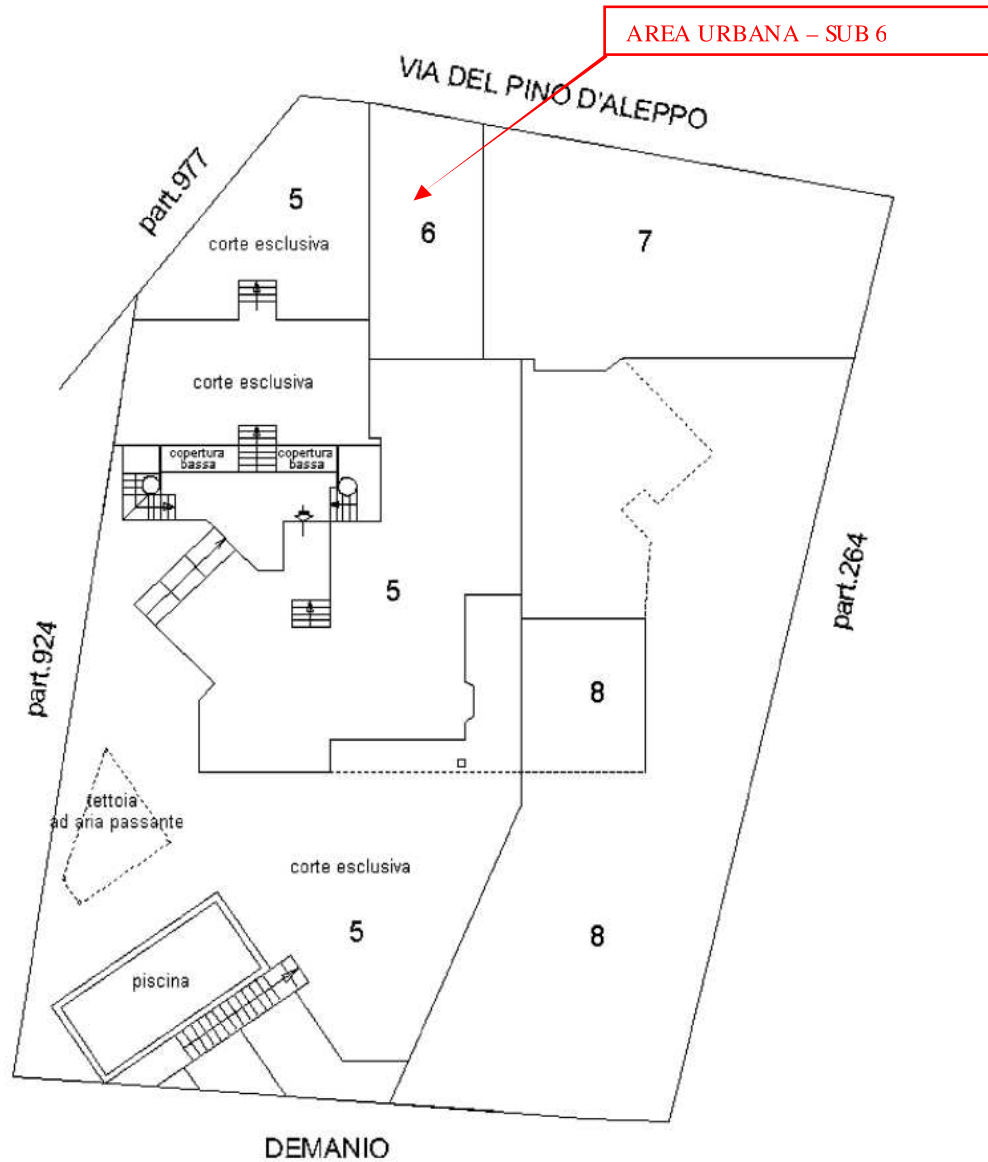 AREA URBANA – SUB 6
VIA DEL PINO D'ALEPPO
part.977
5
corte esclusiva
6
7
corte esclusiva
copertura
bassa
copertura
bassa
5
part.264
part.924
8
tettoia
ad aria passante
corte esclusiva
5
8
piscina
DEMANIO